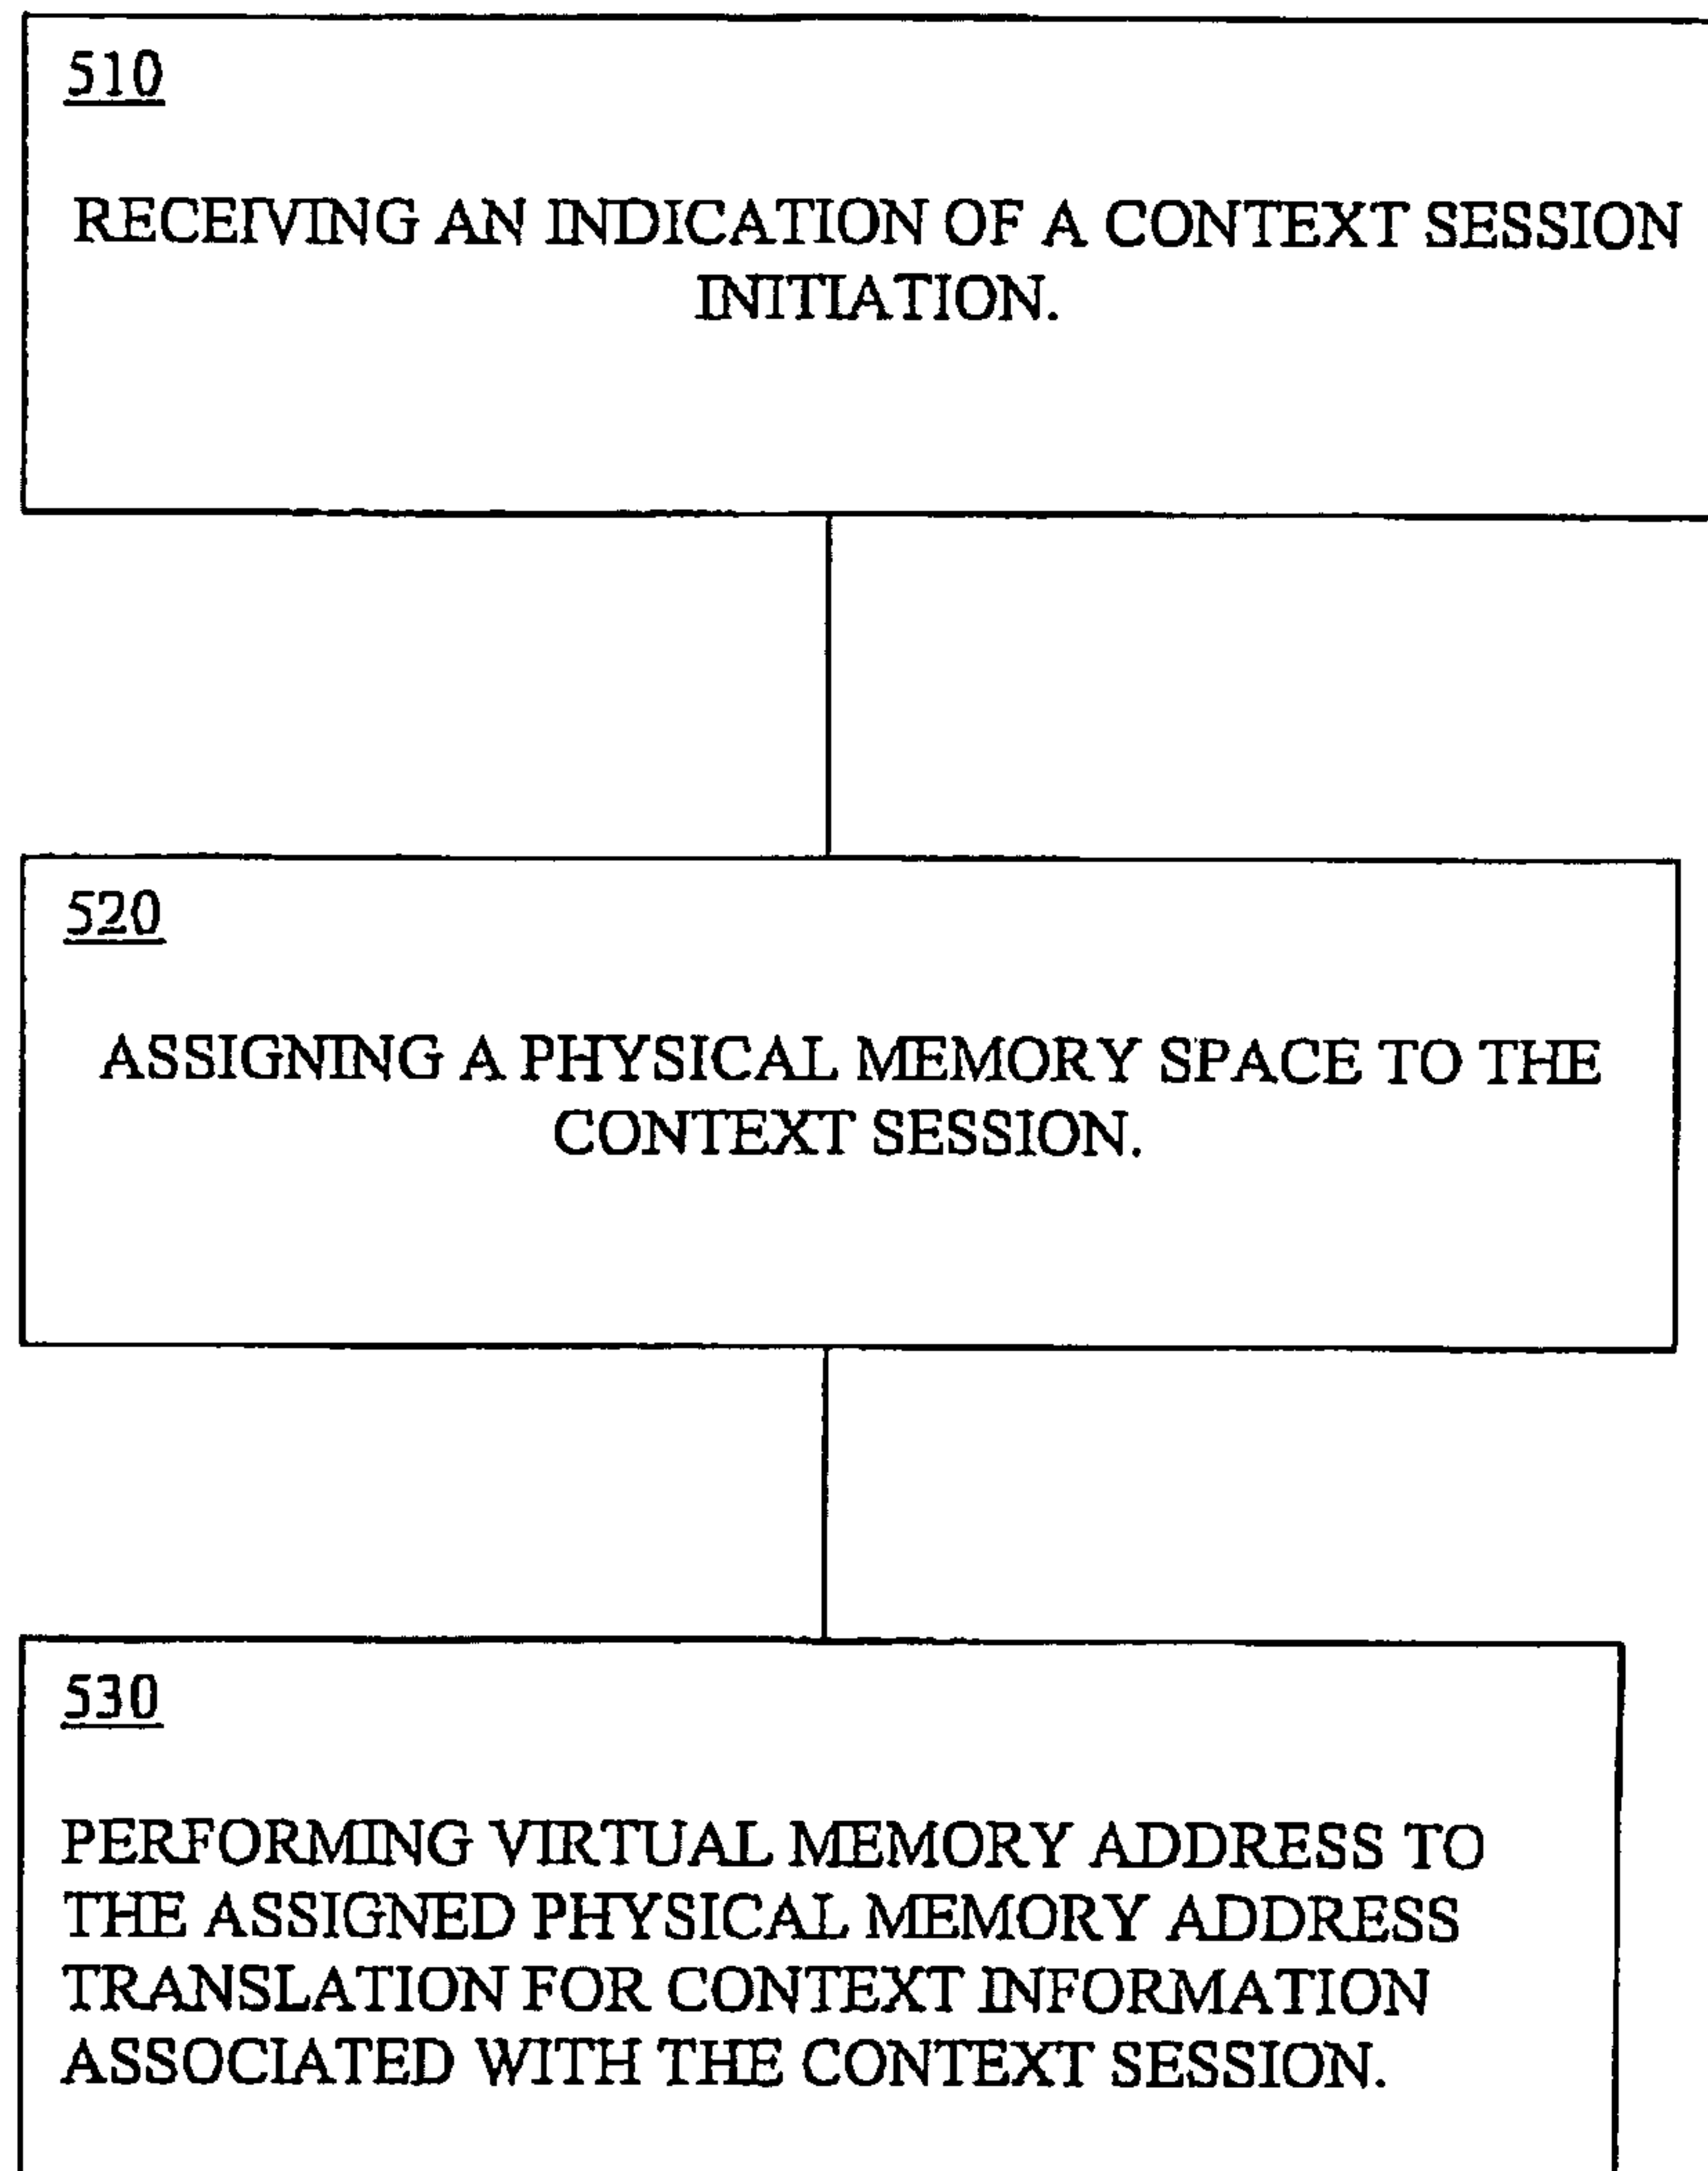 510
RECEIVING AN INDICATION OF A CONTEXT SESSION
INITIATION.
520
ASSIGNING A PHYSICAL MEMORY SPACE TO THE
CONTEXT SESSION.
530
PERFORMING VIRTUAL MEMORY ADDRESS TO
THE ASSIGNED PHYSICAL MEMORY ADDRESS
TRANSLATION FOR CONTEXT INFORMATION
ASSOCIATED WITH THE CONTEXT SESSION.